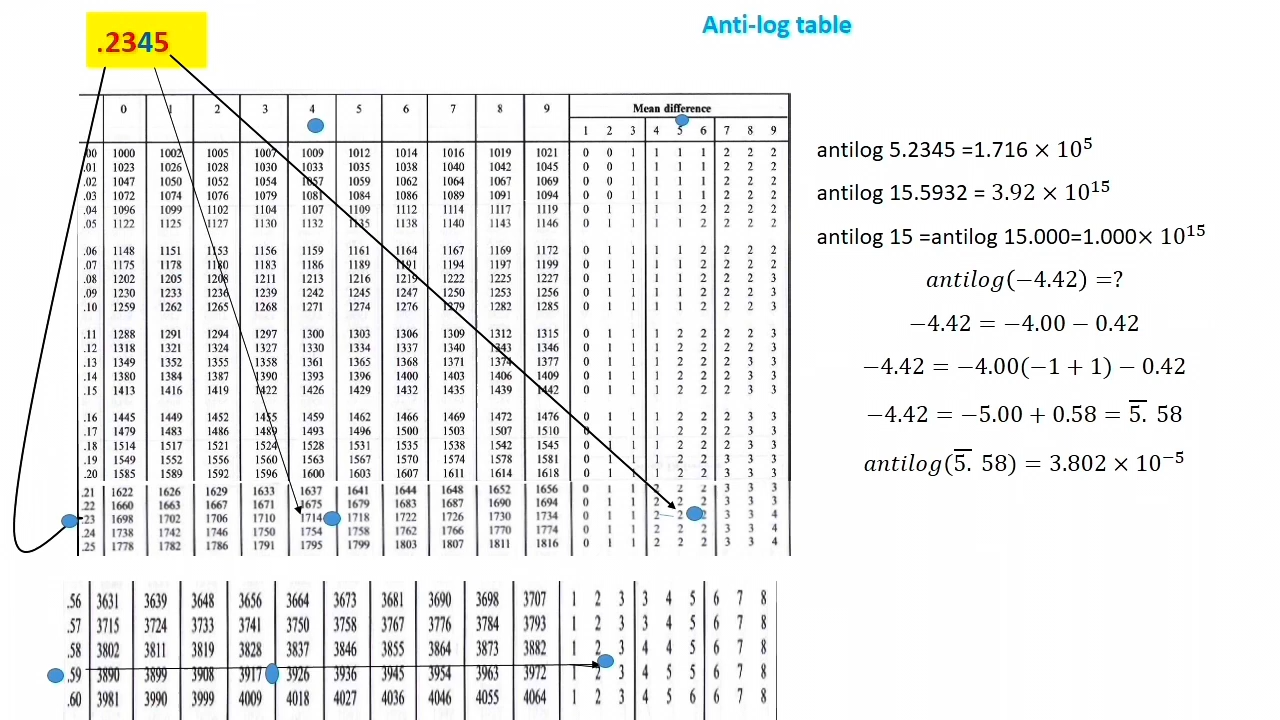 .2345
Anti-log table
0 1 2 3 4 5 6 7 8 9 Mean difference
1 2 3 4 5 6 7 8 9
.00 1000 1002 1005 1007 1009 1012 1014 1016 1019 1021 0 0 1 1 1 1 2 2 2
.01 1023 1026 1028 1030 1033 1035 1038 1040 1042 1045 0 0 1 1 1 1 2 2 2
.02 1047 1050 1052 1054 1057 1059 1062 1064 1067 1069 0 0 1 1 1 1 2 2 2
.03 1072 1074 1076 1079 1081 1084 1086 1089 1091 1094 0 0 1 1 1 1 2 2 2
.04 1096 1099 1102 1104 1107 1109 1112 1114 1117 1119 0 1 1 1 1 2 2 2 2
.05 1122 1125 1127 1130 1132 1135 1138 1140 1143 1146 0 1 1 1 1 2 2 2 2
.06 1148 1151 1153 1156 1159 1161 1164 1167 1169 1172 0 1 1 1 1 2 2 2 2
.07 1175 1178 1180 1183 1186 1189 1191 1194 1197 1199 0 1 1 1 1 2 2 2 2
.08 1202 1205 1208 1211 1213 1216 1219 1222 1225 1227 0 1 1 1 1 2 2 2 3
.09 1230 1233 1236 1239 1242 1245 1247 1250 1253 1256 0 1 1 1 1 2 2 2 3
.10 1259 1262 1265 1268 1271 1274 1276 1279 1282 1285 0 1 1 1 1 2 2 2 3
.11 1288 1291 1294 1297 1300 1303 1306 1309 1312 1315 0 1 1 1 2 2 2 2 3
.12 1318 1321 1324 1327 1330 1334 1337 1340 1343 1346 0 1 1 1 2 2 2 2 3
.13 1349 1352 1355 1358 1361 1365 1368 1371 1374 1377 0 1 1 1 2 2 2 3 3
.14 1380 1384 1387 1390 1393 1396 1400 1403 1406 1409 0 1 1 1 2 2 2 3 3
.15 1413 1416 1419 1422 1426 1429 1432 1435 1439 1442 0 1 1 1 2 2 2 3 3
.16 1445 1449 1452 1455 1459 1462 1466 1469 1472 1476 0 1 1 1 2 2 2 3 3
.17 1479 1483 1486 1489 1493 1496 1500 1503 1507 1510 0 1 1 1 2 2 2 3 3
.18 1514 1517 1521 1524 1528 1531 1535 1538 1542 1545 0 1 1 1 2 2 2 3 3
.19 1549 1552 1556 1560 1563 1567 1570 1574 1578 1581 0 1 1 1 2 2 3 3 3
.20 1585 1589 1592 1596 1600 1603 1607 1611 1614 1618 0 1 1 1 2 2 3 3 3
.21 1622 1626 1629 1633 1637 1641 1644 1648 1652 1656 0 1 1 2 2 2 3 3 3
.22 1660 1663 1667 1671 1675 1679 1683 1687 1690 1694 0 1 1 2 2 2 3 3 3
.23 1698 1702 1706 1710 1714 1718 1722 1726 1730 1734 0 1 1 2 2 2 3 3 4
.24 1738 1742 1746 1750 1754 1758 1762 1766 1770 1774 0 1 1 2 2 2 3 3 4
.25 1778 1782 1786 1791 1795 1799 1803 1807 1811 1816 0 1 1 2 2 2 3 3 4
.56 3631 3639 3648 3656 3664 3673 3681 3690 3698 3707 1 2 3 3 4 5 6 7 8
.57 3715 3724 3733 3741 3750 3758 3767 3776 3784 3793 1 2 3 3 4 5 6 7 8
.58 3802 3811 3819 3828 3837 3846 3855 3864 3873 3882 1 2 3 4 4 5 6 7 8
.59 3890 3899 3908 3917 3926 3936 3945 3954 3963 3972 1 2 3 4 5 5 6 7 8
.60 3981 3990 3999 4009 4018 4027 4036 4046 4055 4064 1 2 3 4 5 6 6 7 8
antilog 5.2345 =1.716 × 10⁵
antilog 15.5932 = 3.92 × 10¹⁵
antilog 15 =antilog 15.000=1.000× 10¹⁵
antilog(−4.42) =?
−4.42 = −4.00 − 0.42
−4.42 = −4.00(−1 + 1) − 0.42
−4.42 = −5.00 + 0.58 = 5̅. 58
antilog(5̅. 58) = 3.802 × 10⁻⁵